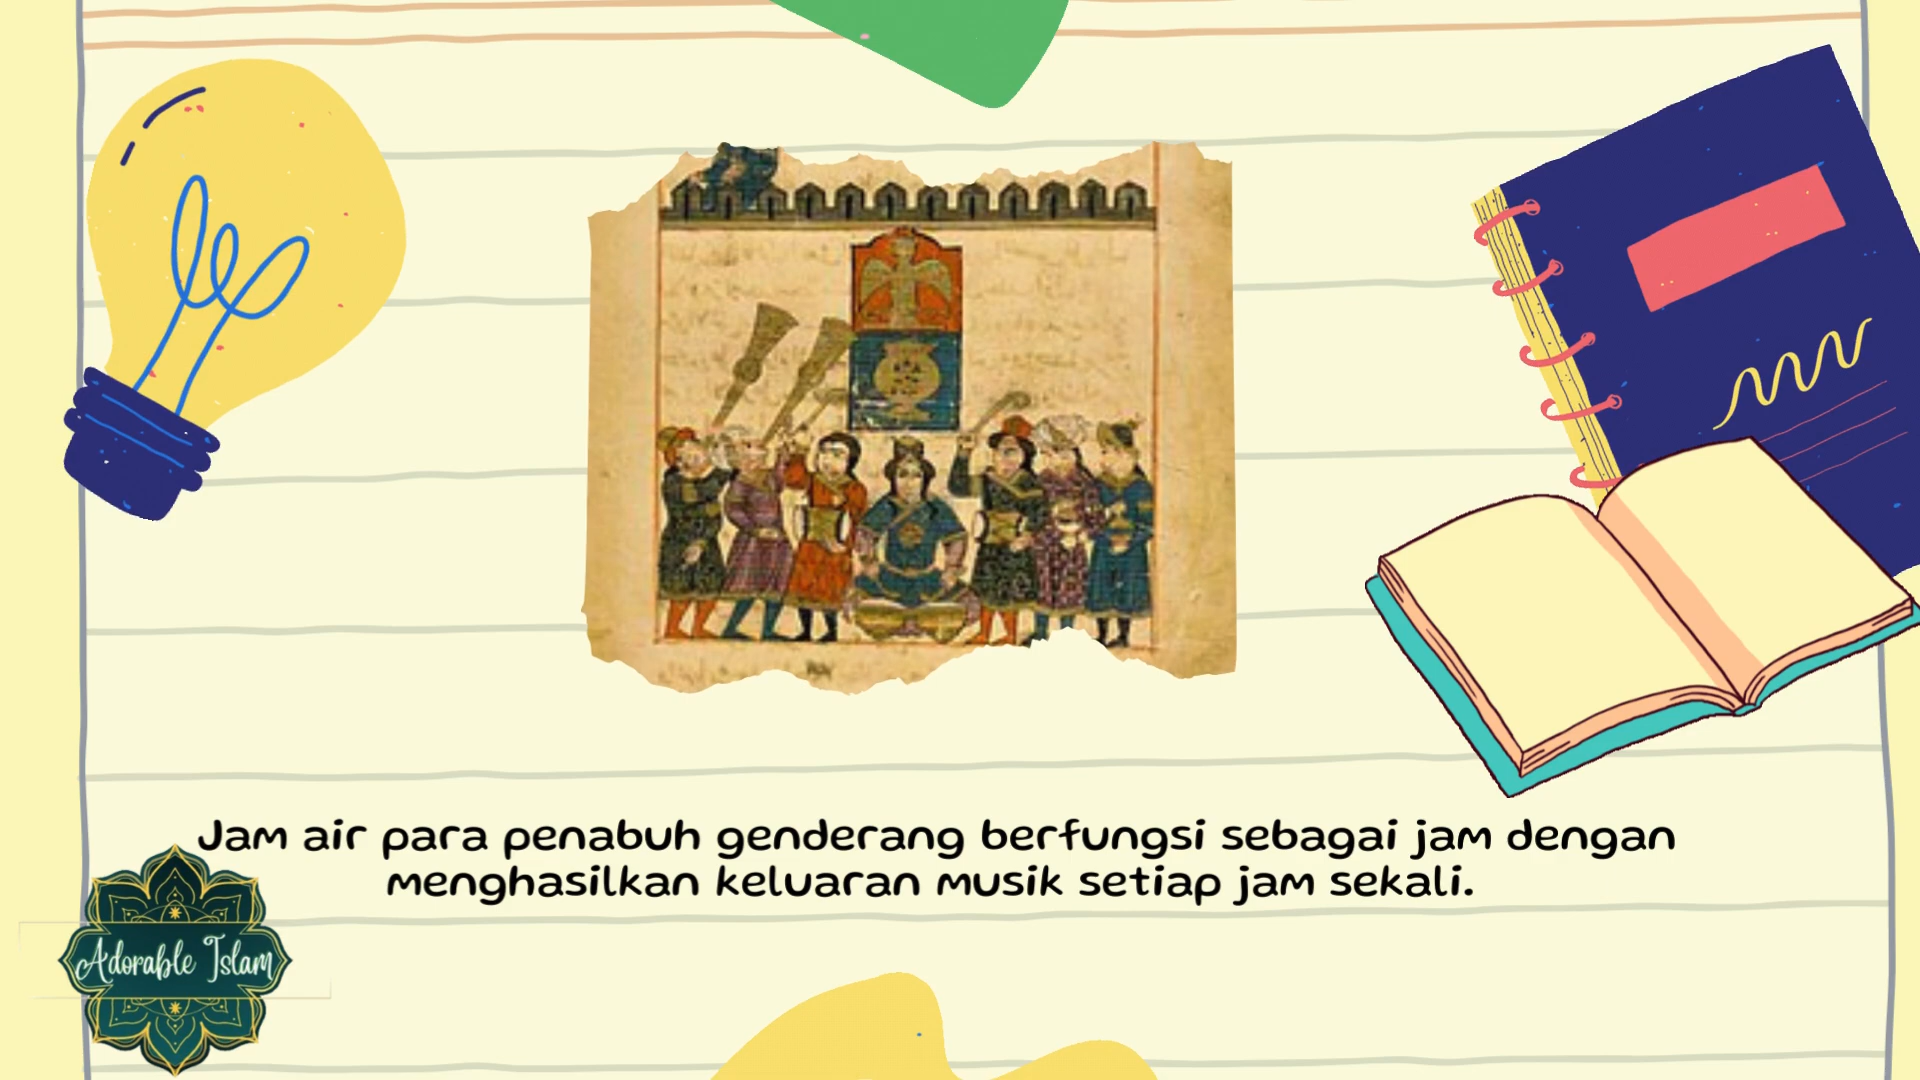 Jam air para penabuh genderang berfungsi sebagai jam dengan
menghasilkan keluaran musik setiap jam sekali.
Adorable Islam